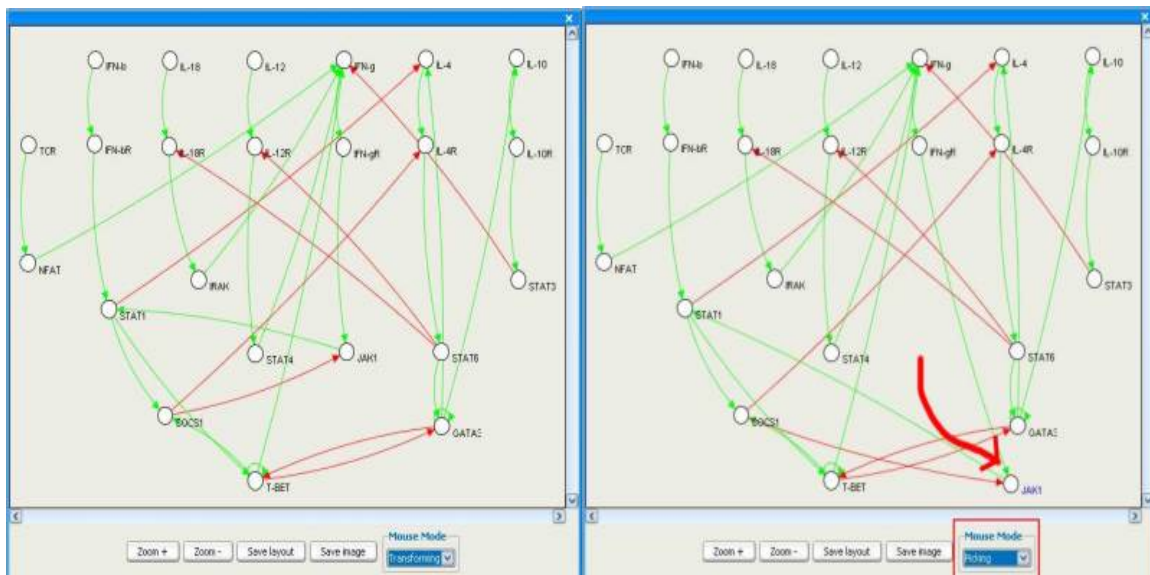 IFN-b IL-18 IL-12 IFN-g IL-4 IL-10
TCR IFN-bR IL-18R IL-12R IFN-gR IL-4R IL-10R
NFAT IRAK STAT3
STAT1
STAT4 JAK1 STAT6
SOCS1 GATA3
T-BET
Zoom + Zoom - Save layout Save image Mouse Mode
Transforming
IFN-b IL-18 IL-12 IFN-g IL-4 IL-10
TCR IFN-bR IL-18R IL-12R IFN-gR IL-4R IL-10R
NFAT IRAK STAT3
STAT1
STAT4 STAT6
SOCS1 GATA3
T-BET JAK1
Zoom + Zoom - Save layout Save image Mouse Mode
Picking